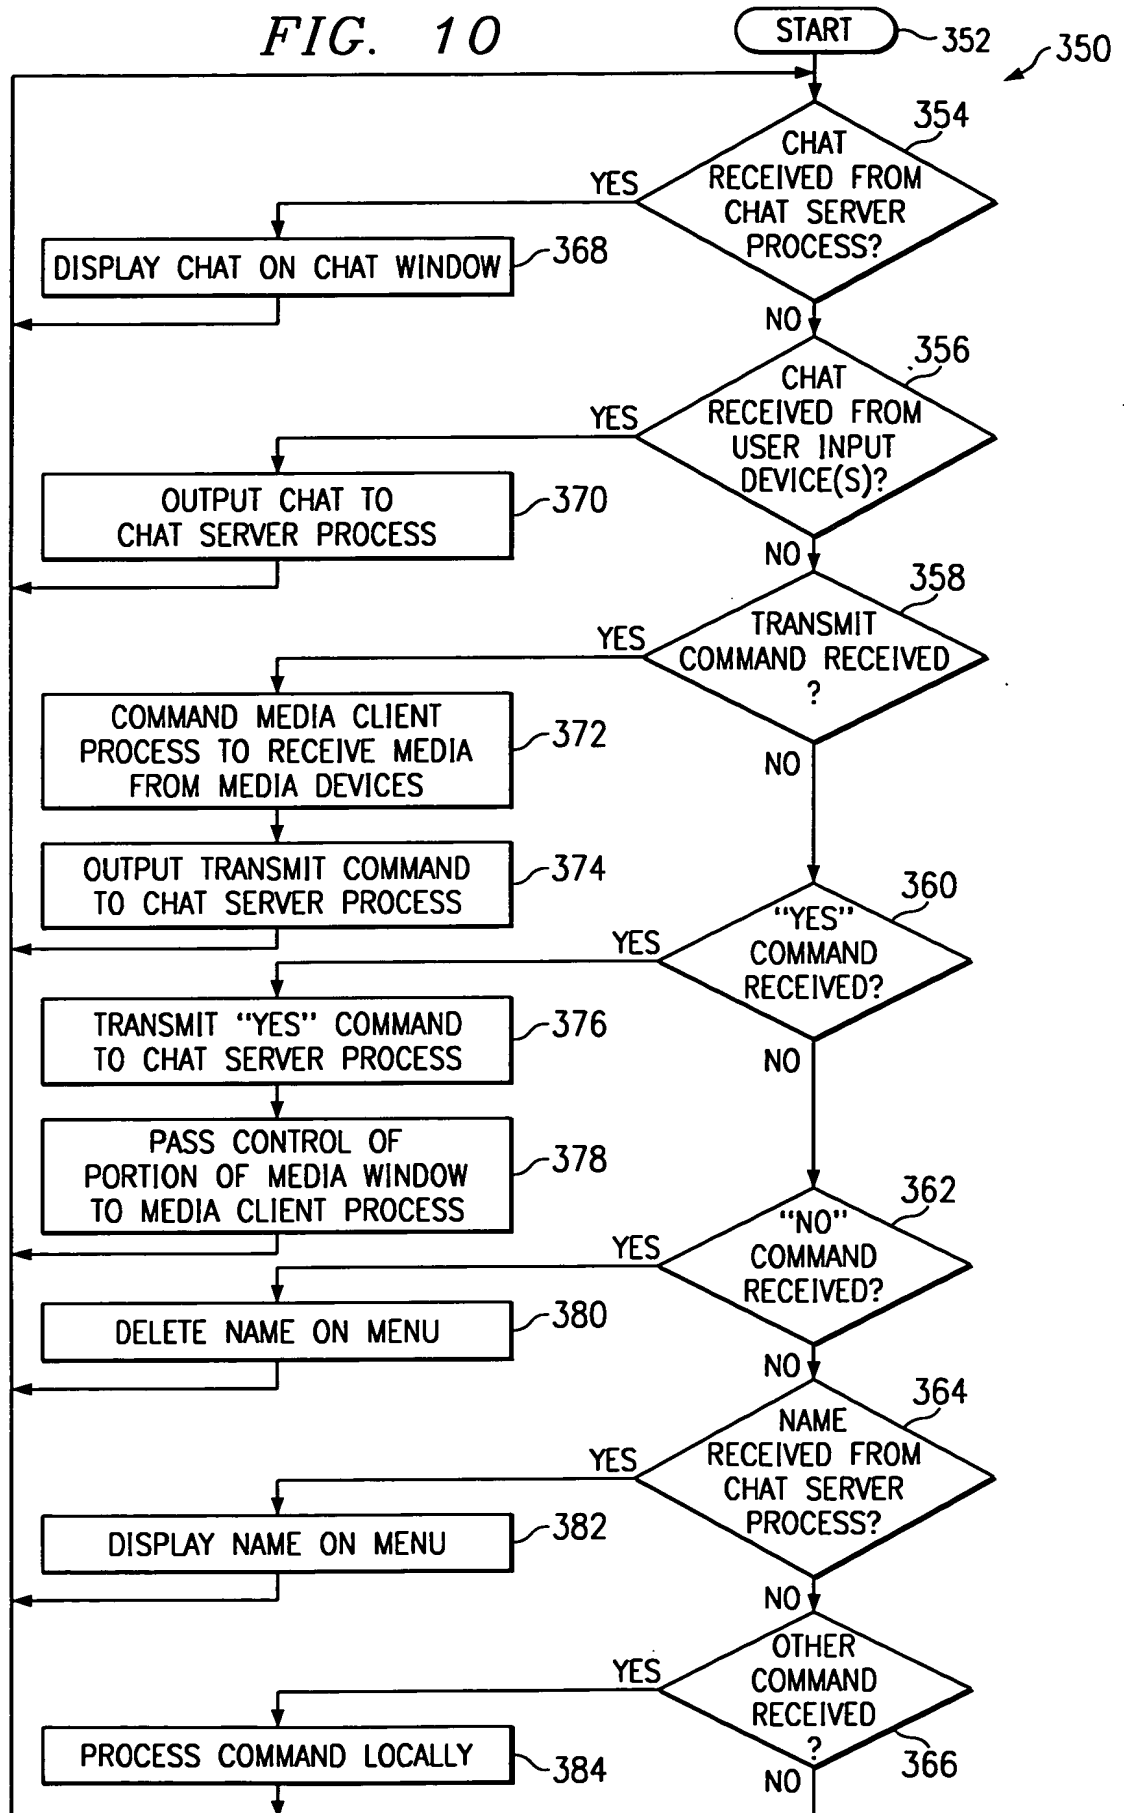 FIG. 10
START
352
350
354
CHAT
RECEIVED FROM
CHAT SERVER
PROCESS?
YES
368
DISPLAY CHAT ON CHAT WINDOW
NO
356
CHAT
RECEIVED FROM
USER INPUT
DEVICE(S)?
YES
OUTPUT CHAT TO
CHAT SERVER PROCESS
370
NO
358
TRANSMIT
COMMAND RECEIVED
?
YES
COMMAND MEDIA CLIENT
PROCESS TO RECEIVE MEDIA
FROM MEDIA DEVICES
372
NO
OUTPUT TRANSMIT COMMAND
TO CHAT SERVER PROCESS
374
360
"YES"
COMMAND
RECEIVED?
YES
TRANSMIT "YES" COMMAND
TO CHAT SERVER PROCESS
376
NO
PASS CONTROL OF
PORTION OF MEDIA WINDOW
TO MEDIA CLIENT PROCESS
378
362
"NO"
COMMAND
RECEIVED?
YES
DELETE NAME ON MENU
380
NO
364
NAME
RECEIVED FROM
CHAT SERVER
PROCESS?
YES
DISPLAY NAME ON MENU
382
NO
OTHER
COMMAND
RECEIVED
?
YES
366
PROCESS COMMAND LOCALLY
384
NO